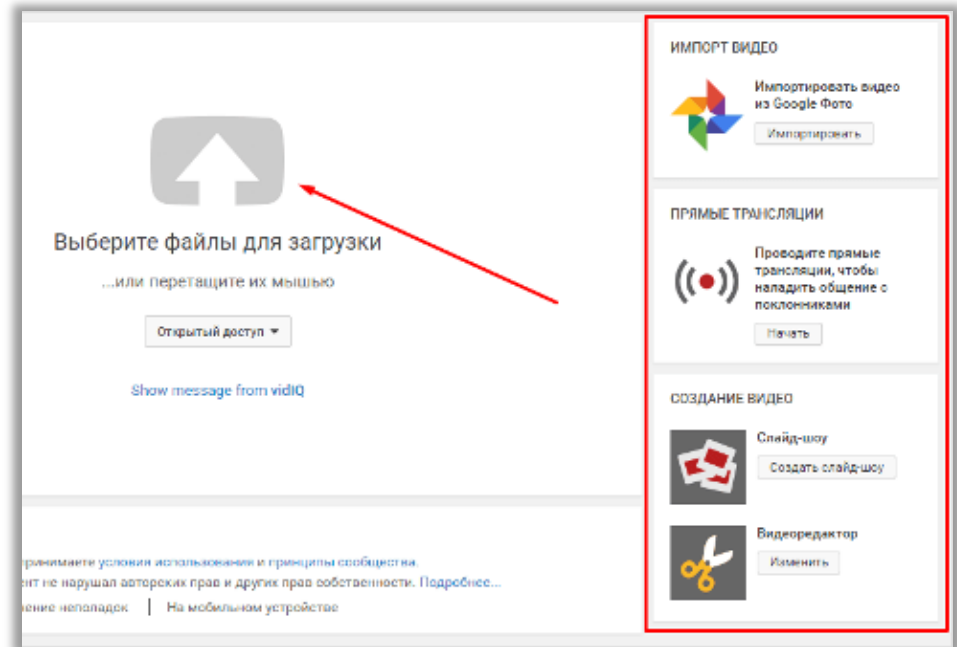 Выберите файлы для загрузки
...или перетащите их мышью
Открытый доступ
Show message from vidIQ
принимаете условия использования и принципы сообщества.
ент не нарушал авторских прав и других прав собственности. Подробнее...
ение неполадок | На мобильном устройстве
ИМПОРТ ВИДЕО
Импортировать видео
из Google Фото
Импортировать
ПРЯМЫЕ ТРАНСЛЯЦИИ
Проводите прямые
трансляции, чтобы
наладить общение с
поклонниками
Начать
СОЗДАНИЕ ВИДЕО
Слайд-шоу
Создать слайд-шоу
Видеоредактор
Изменить